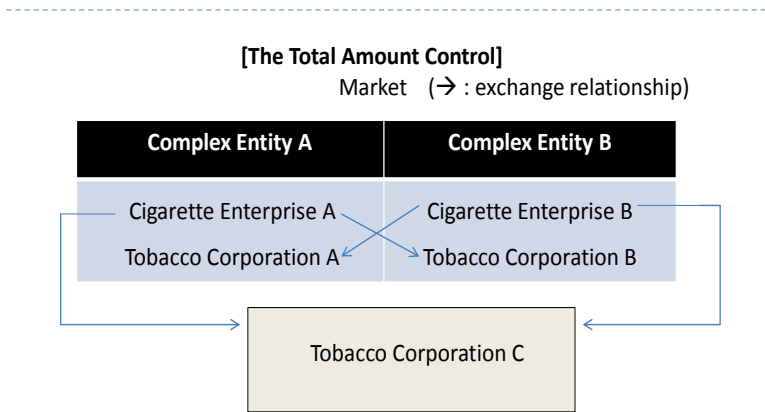 [The Total Amount Control]
Market (→ : exchange relationship)
Complex Entity A Complex Entity B
Cigarette Enterprise A Cigarette Enterprise B
Tobacco Corporation A Tobacco Corporation B
Tobacco Corporation C